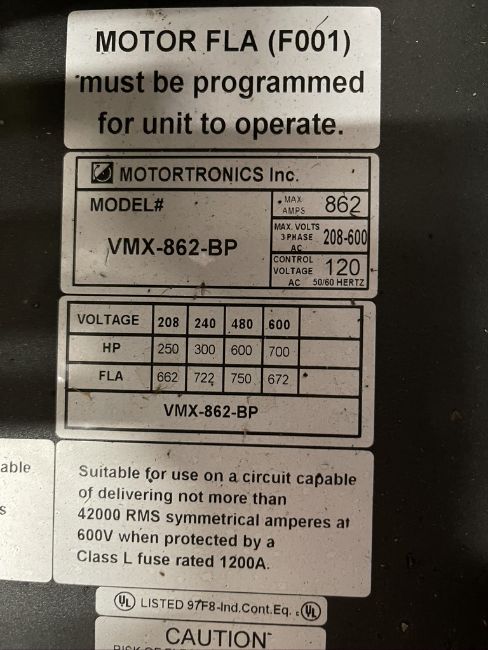 MOTOR FLA (F001)
must be programmed
for unit to operate.
MOTORTRONICS Inc.
MODEL#
VMX-862-BP
MAX. AMPS 862
MAX. VOLTS 3 PHASE AC 208-600
CONTROL VOLTAGE AC 120 50/60 HERTZ
VOLTAGE 208 240 480 600
HP 250 300 600 700
FLA 662 722 750 672
VMX-862-BP
Suitable for use on a circuit capable
of delivering not more than
42000 RMS symmetrical amperes at
600V when protected by a
Class L fuse rated 1200A.
able
s
UL LISTED 97F8-Ind.Cont.Eq. UL
CAUTION